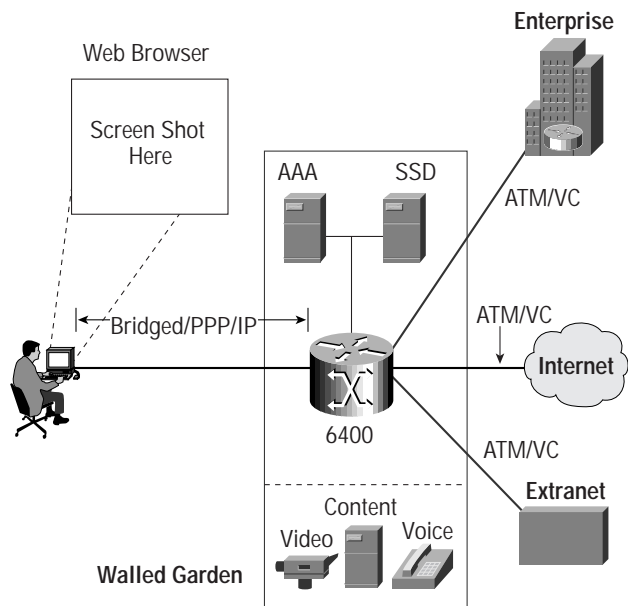 Enterprise
Web Browser
Screen Shot
Here
AAA
SSD
ATM/VC
Bridged/PPP/IP
ATM/VC
Internet
6400
ATM/VC
Extranet
Content
Video
Voice
Walled Garden